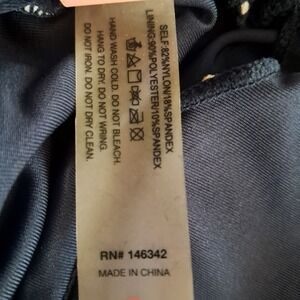 SELF:82%NYLON/18%SPANDEX
LINING:90%POLYESTER/10%SPANDEX
HAND WASH COLD. DO NOT BLEACH.
HANG TO DRY. DO NOT WRING.
DO NOT IRON. DO NOT DRY CLEAN.
RN# 146342
MADE IN CHINA